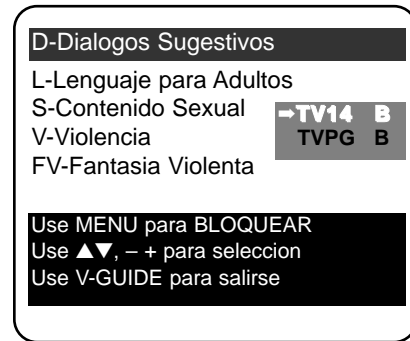 D-Dialogos Sugestivos
L-Lenguaje para Adultos
S-Contenido Sexual
➡TV14 B
V-Violencia
TVPG B
FV-Fantasia Violenta
Use MENU para BLOQUEAR
Use ▲▼, – + para seleccion
Use V-GUIDE para salirse